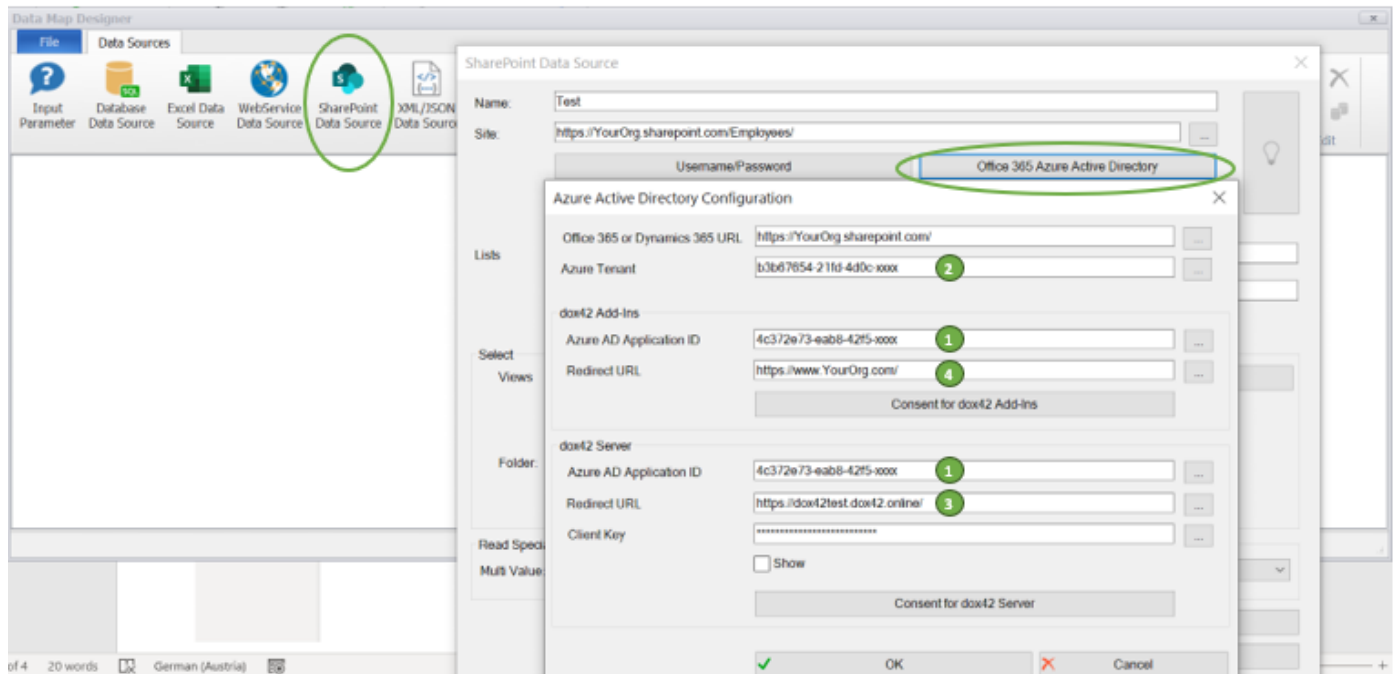 Data Map Designer
File Data Sources
Input Parameter
Database Data Source
SQL
Excel Data Source
WebService Data Source
SharePoint Data Source
XML/JSON Data Sourc
dit
SharePoint Data Source
Name: Test
Site: https://YourOrg.sharepoint.com/Employees/ ...
Username/Password Office 365 Azure Active Directory
Lists
Select
Views
Folder:
Read Specia
Multi Value:
Azure Active Directory Configuration
Office 365 or Dynamics 365 URL https://YourOrg.sharepoint.com/ ...
Azure Tenant b3b67654-21fd-4d0c-xxxx 2 ...
dox42 Add-Ins
Azure AD Application ID 4c372e73-eab8-42f5-xxxx 1 ...
Redirect URL https://www.YourOrg.com/ 4 ...
Consent for dox42 Add-Ins
dox42 Server
Azure AD Application ID 4c372e73-eab8-42f5-xxxx 1 ...
Redirect URL https://dox42test.dox42.online/ 3 ...
Client Key ...
Show
Consent for dox42 Server
OK Cancel
of 4 20 words German (Austria)